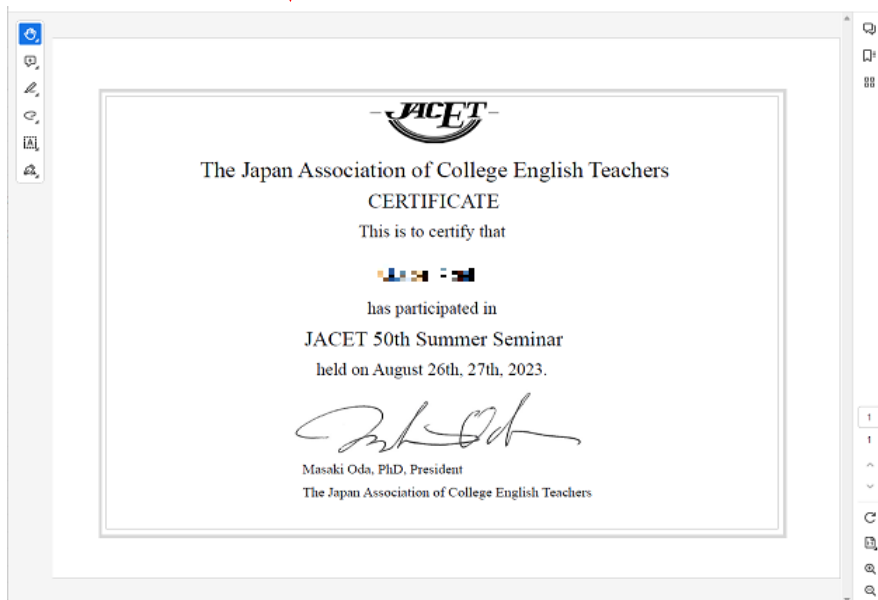 JACET
The Japan Association of College English Teachers
CERTIFICATE
This is to certify that
has participated in
JACET 50th Summer Seminar
held on August 26th, 27th, 2023.
Masaki Oda, PhD, President
The Japan Association of College English Teachers
1
1